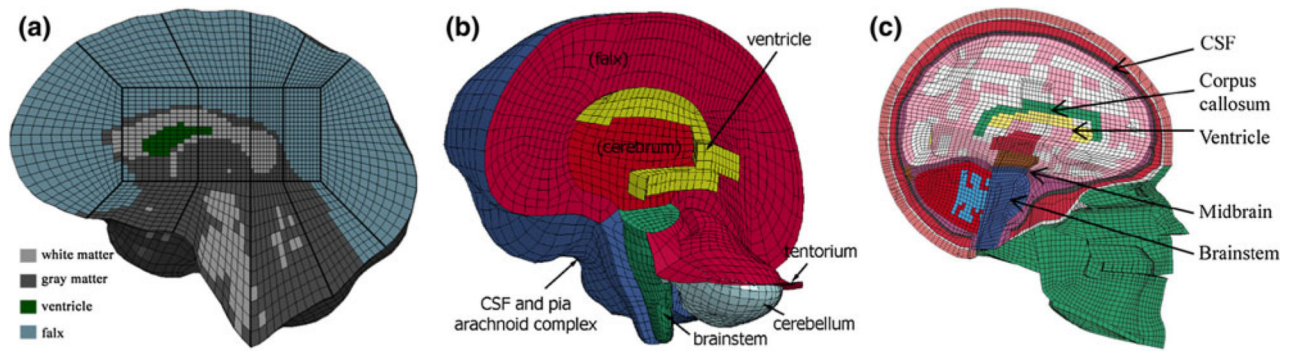 (a)
white matter
gray matter
ventricle
falx
(b)
ventricle
(falx)
(cerebrum)
tentorium
CSF and pia
arachnoid complex
cerebellum
brainstem
(c)
CSF
Corpus
callosum
Ventricle
Midbrain
Brainstem